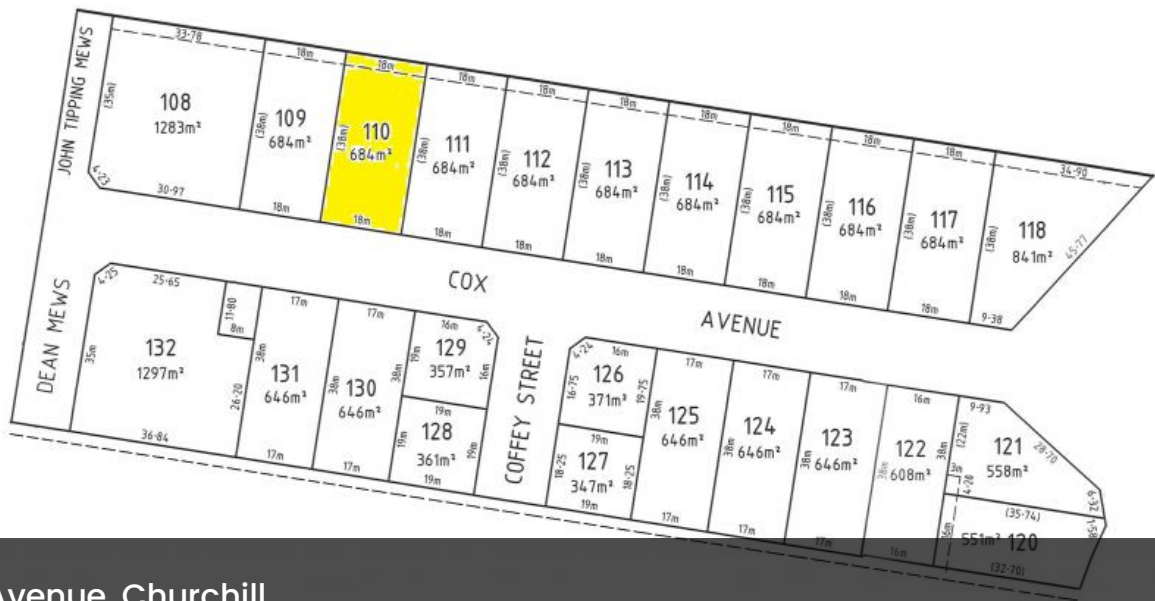 JOHN TIPPING MEWS
33·78
18m
18m
18m
18m
18m
18m
18m
18m
18m
34·90
(35m)
108
1283m²
4·23
30·97
(38m)
109
684m²
18m
(38m)
110
684m²
18m
(38m)
111
684m²
18m
(38m)
112
684m²
18m
(38m)
113
684m²
18m
(38m)
114
684m²
18m
(38m)
115
684m²
18m
(38m)
116
684m²
18m
(38m)
117
684m²
18m
(38m)
118
841m²
45·77
9·38
COX
AVENUE
DEAN MEWS
4·25
25·65
11·80
8m
35m
132
1297m²
26·20
36·84
17m
38m
131
646m²
17m
17m
38m
130
646m²
17m
38m
16m
4·24
19m
129
357m²
16m
19m
19m
128
361m²
19m
19m
COFFEY STREET
4·24
16m
16·75
126
371m²
19·75
19m
18·25
127
347m²
18·25
19m
17m
38m
125
646m²
17m
17m
38m
124
646m²
17m
17m
38m
123
646m²
17m
16m
38m
122
608m²
38m
16m
9·93
(22m)
121
558m²
28·70
3m
4·20
6·32
(35·74)
1·58
16m
551m² 120
(32·70)
Avenue, Churchill